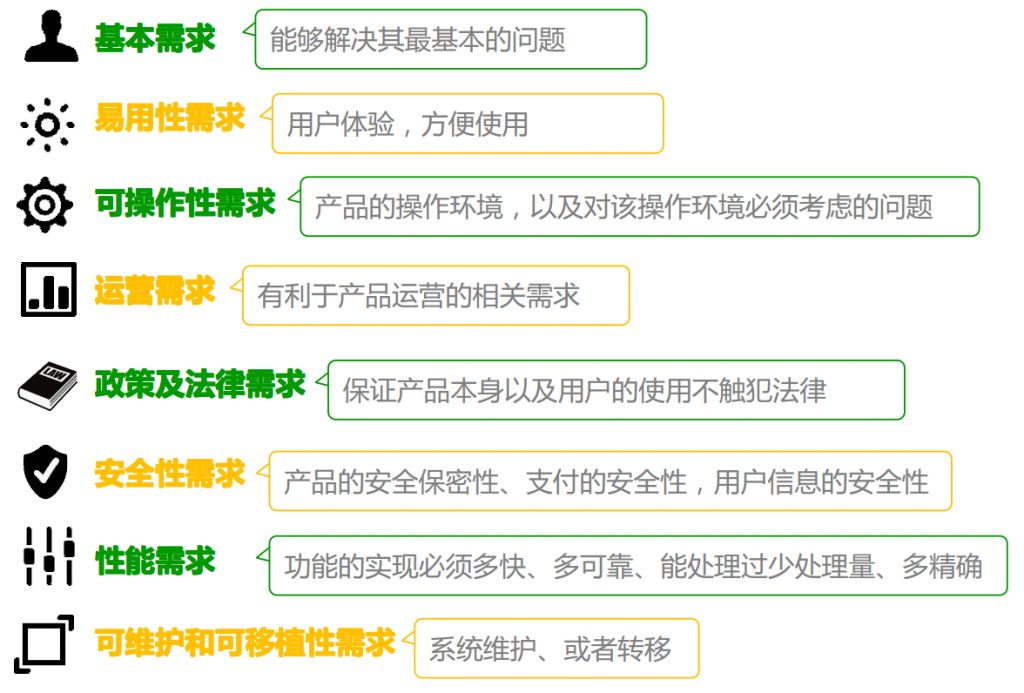 基本需求
能够解决其最基本的问题
易用性需求
用户体验，方便使用
可操作性需求
产品的操作环境，以及对该操作环境必须考虑的问题
运营需求
有利于产品运营的相关需求
LAW
政策及法律需求
保证产品本身以及用户的使用不触犯法律
安全性需求
产品的安全保密性、支付的安全性，用户信息的安全性
性能需求
功能的实现必须多快、多可靠、能处理过少处理量、多精确
可维护和可移植性需求
系统维护、或者转移